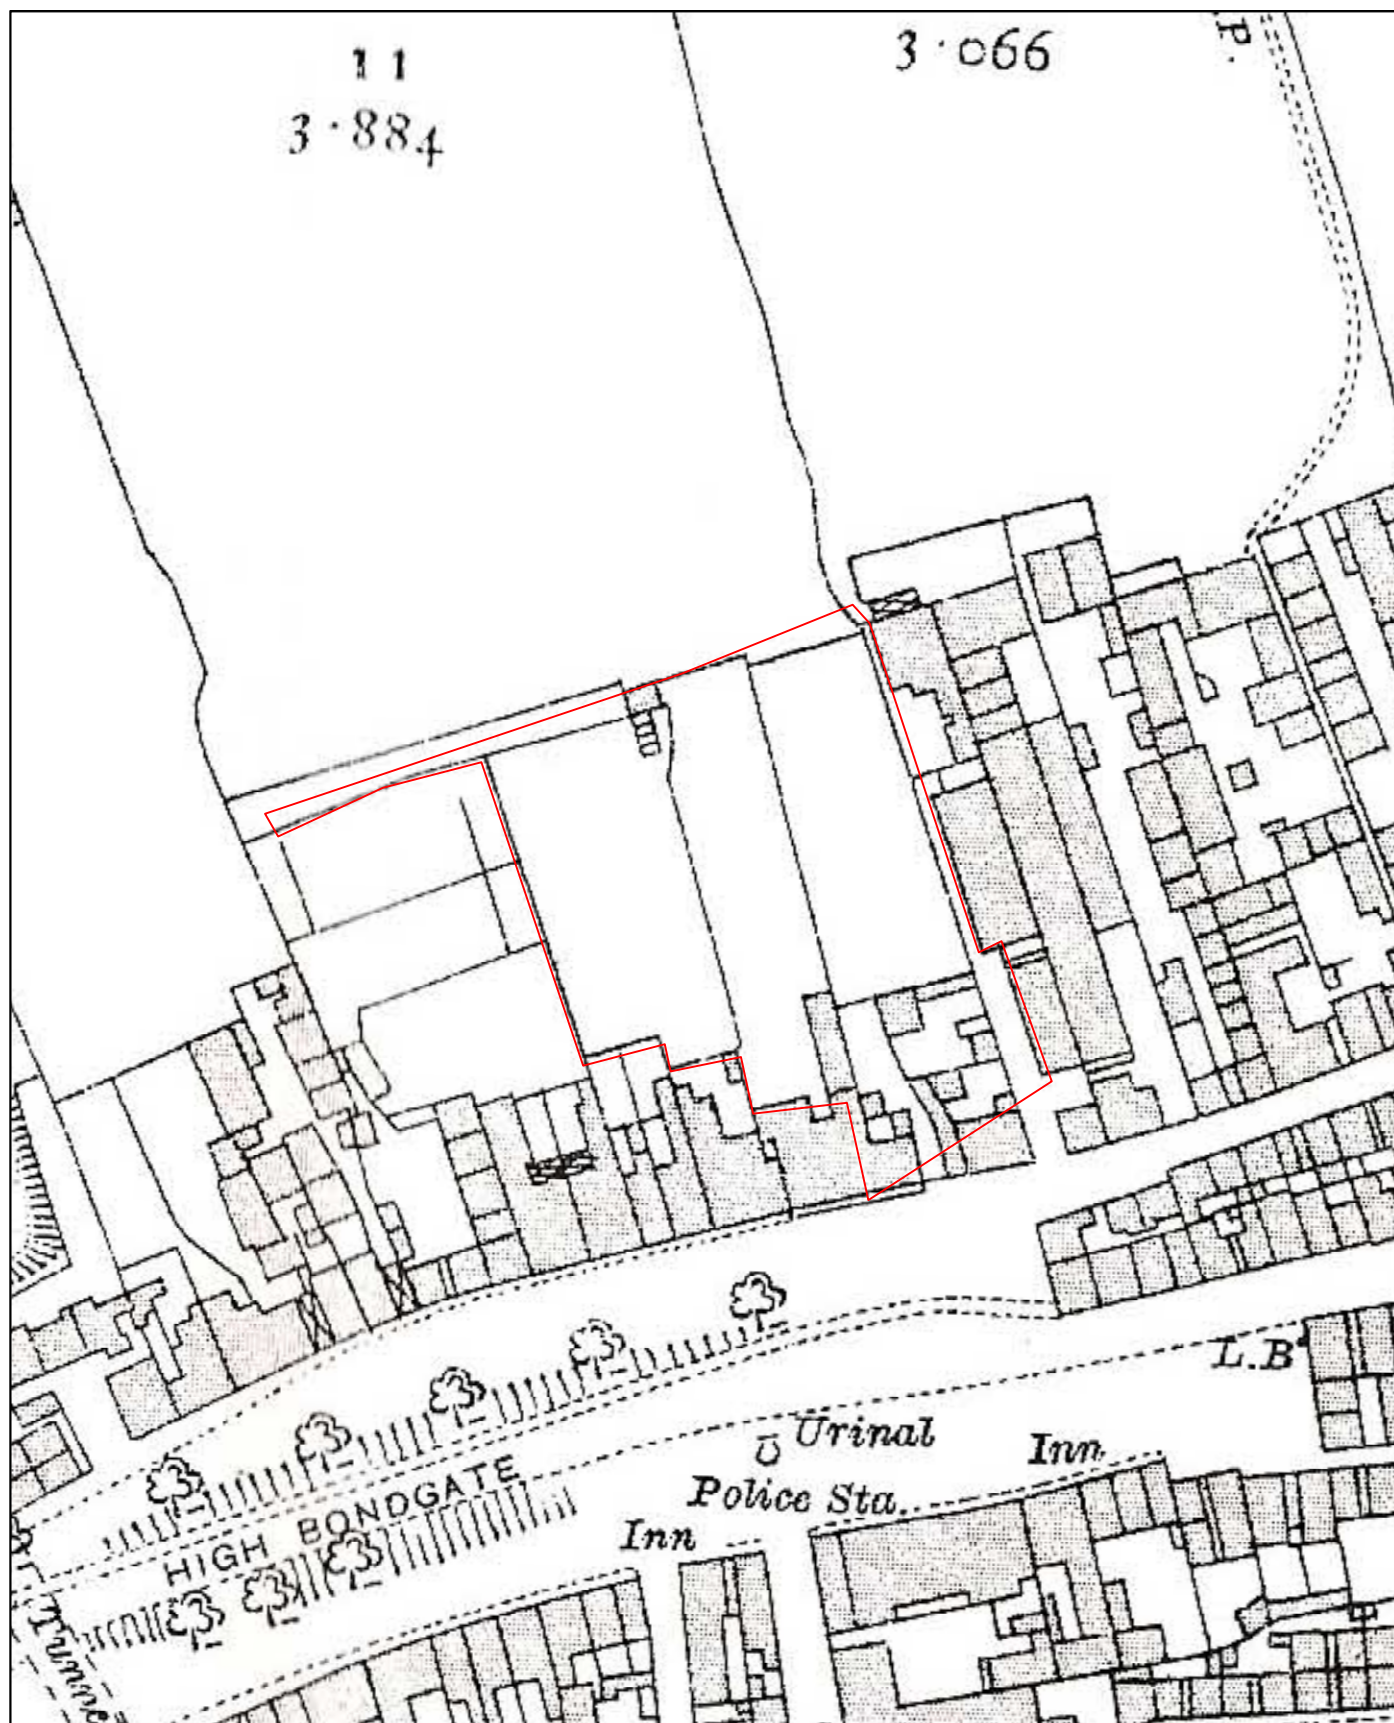 11
3·884
3·066
P.
L.B
Urinal
Inn
Police Sta.
HIGH BONDGATE
Inn